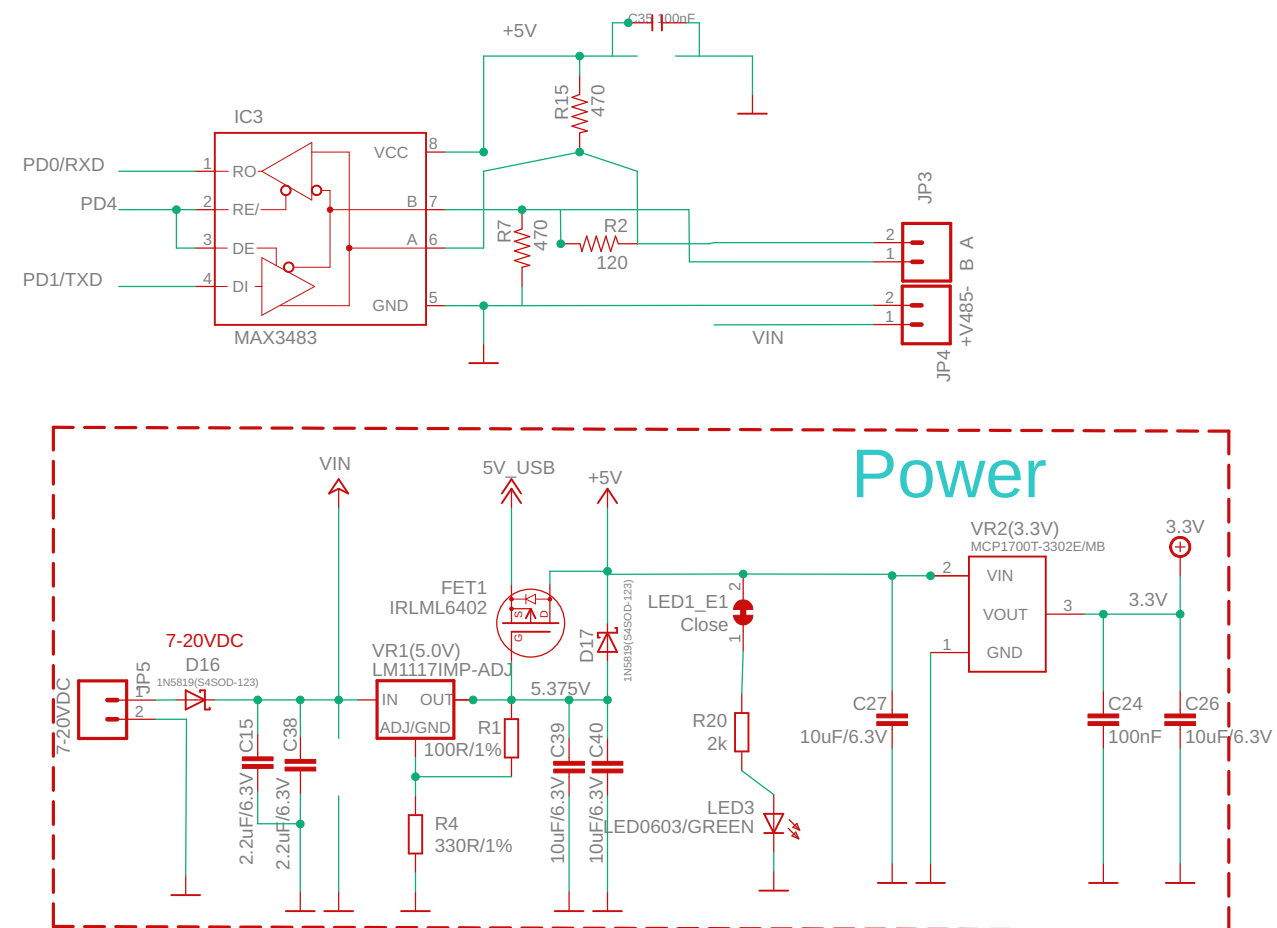 C35 100nF
+5V
R15
470
IC3
PD0/RXD
1
RO
VCC
8
PD4
2
RE/
B
7
3
DE
A
6
PD1/TXD
4
DI
GND
5
MAX3483
R7
470
R2
120
JP3
2
1
B A
2
1
+V485-
VIN
JP4
Power
VIN
5V_USB
+5V
FET1
IRLML6402
S
D
G
D17
1N5819(S4SOD-123)
7-20VDC
D16
1N5819(S4SOD-123)
7-20VDC
JP5
1
2
VR1(5.0V)
LM1117IMP-ADJ
IN
OUT
ADJ/GND
5.375V
C15
2.2uF/6.3V
C38
2.2uF/6.3V
R1
100R/1%
R4
330R/1%
C39
10uF/6.3V
C40
10uF/6.3V
LED1_E1
Close
2
1
R20
2k
LED3
LED0603/GREEN
C27
10uF/6.3V
VR2(3.3V)
MCP1700T-3302E/MB
2
VIN
VOUT
3
1
GND
3.3V
3.3V
C24
100nF
C26
10uF/6.3V